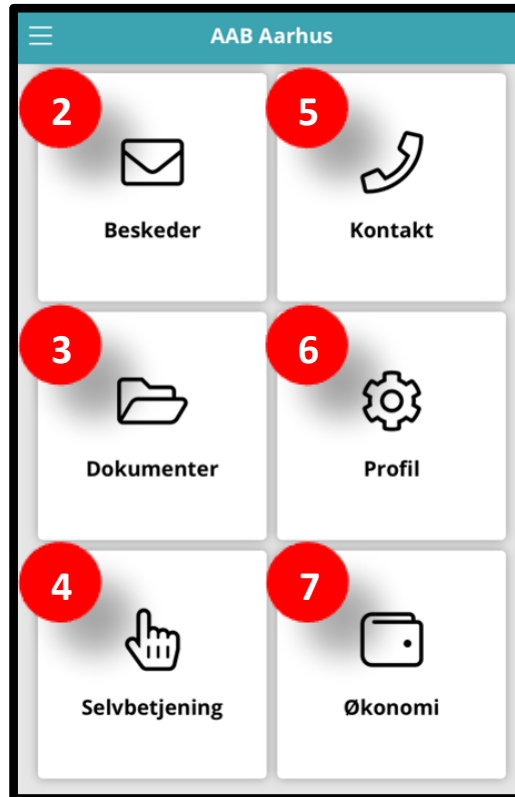 AAB Aarhus
2
5
Beskeder
Kontakt
3
6
Dokumenter
Profil
4
7
Selvbetjening
Økonomi